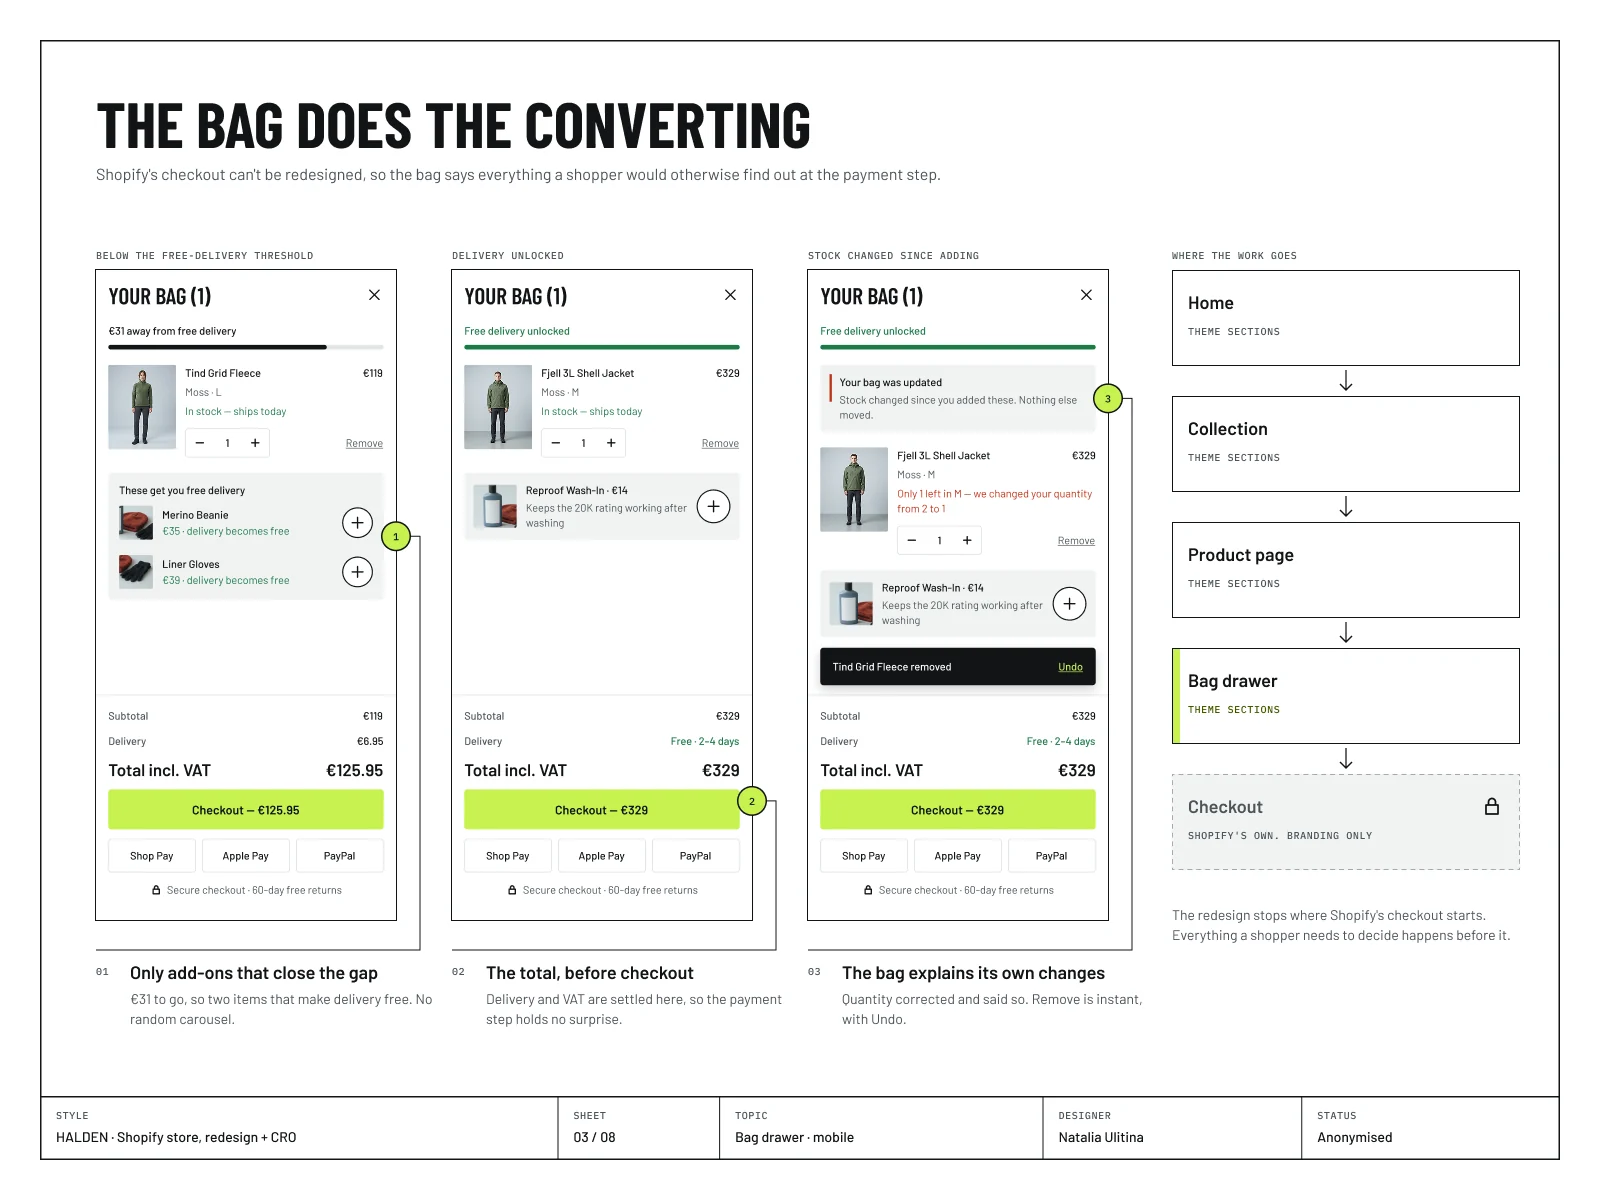 THE BAG DOES THE CONVERTING
Shopify's checkout can't be redesigned, so the bag says everything a shopper would otherwise find out at the payment step.
BELOW THE FREE-DELIVERY THRESHOLD
YOUR BAG (1)
€31 away from free delivery
Tind Grid Fleece €119
Moss · L
In stock — ships today
− 1 + Remove
These get you free delivery
Merino Beanie
€35 · delivery becomes free
Liner Gloves
€39 · delivery becomes free
Subtotal €119
Delivery €6.95
Total incl. VAT €125.95
Checkout — €125.95
Shop Pay Apple Pay PayPal
Secure checkout · 60-day free returns
1
01 Only add-ons that close the gap
€31 to go, so two items that make delivery free. No
random carousel.
DELIVERY UNLOCKED
YOUR BAG (1)
Free delivery unlocked
Fjell 3L Shell Jacket €329
Moss · M
In stock — ships today
− 1 + Remove
Reproof Wash-In · €14
Keeps the 20K rating working after
washing
Subtotal €329
Delivery Free · 2–4 days
Total incl. VAT €329
Checkout — €329
Shop Pay Apple Pay PayPal
Secure checkout · 60-day free returns
2
02 The total, before checkout
Delivery and VAT are settled here, so the payment
step holds no surprise.
STOCK CHANGED SINCE ADDING
YOUR BAG (1)
Free delivery unlocked
Your bag was updated
Stock changed since you added these. Nothing else
moved.
3
Fjell 3L Shell Jacket €329
Moss · M
Only 1 left in M — we changed your quantity
from 2 to 1
− 1 + Remove
Reproof Wash-In · €14
Keeps the 20K rating working after
washing
Tind Grid Fleece removed Undo
Subtotal €329
Delivery Free · 2–4 days
Total incl. VAT €329
Checkout — €329
Shop Pay Apple Pay PayPal
Secure checkout · 60-day free returns
03 The bag explains its own changes
Quantity corrected and said so. Remove is instant,
with Undo.
WHERE THE WORK GOES
Home
THEME SECTIONS
Collection
THEME SECTIONS
Product page
THEME SECTIONS
Bag drawer
THEME SECTIONS
Checkout
SHOPIFY'S OWN. BRANDING ONLY
The redesign stops where Shopify's checkout starts.
Everything a shopper needs to decide happens before it.
STYLE
HALDEN · Shopify store, redesign + CRO
SHEET
03 / 08
TOPIC
Bag drawer · mobile
DESIGNER
Natalia Ulitina
STATUS
Anonymised